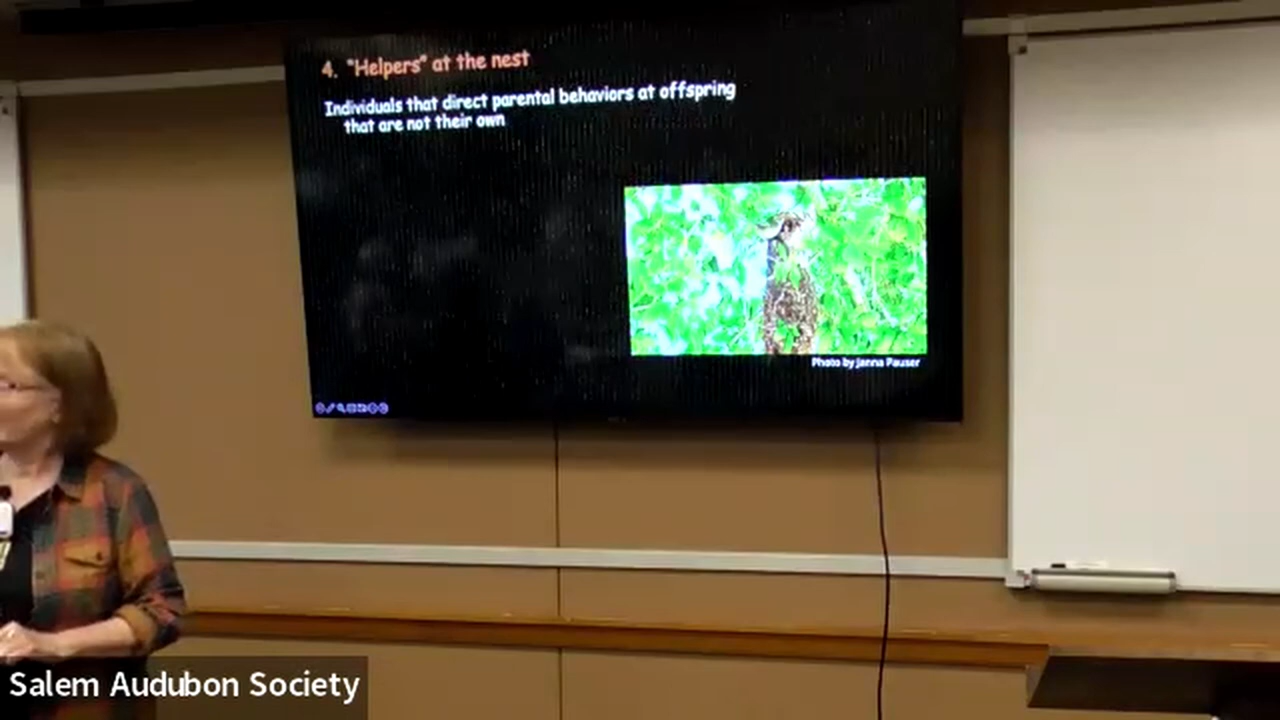 4. "Helpers" at the nest
Individuals that direct parental behaviors at offspring
that are not their own
Photo by Janna Pauser
Salem Audubon Society